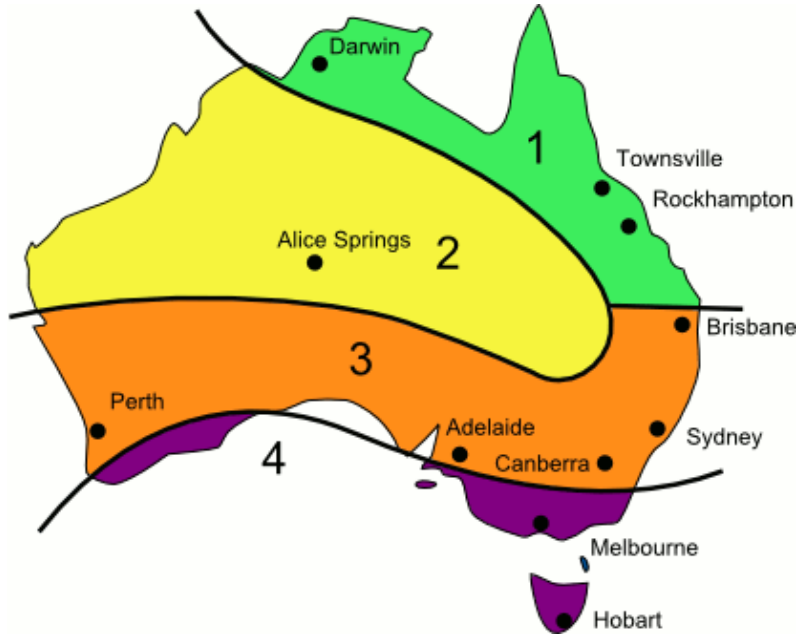 Darwin
1
Townsville
Rockhampton
Alice Springs
2
Brisbane
3
Perth
Adelaide
Sydney
4
Canberra
Melbourne
Hobart